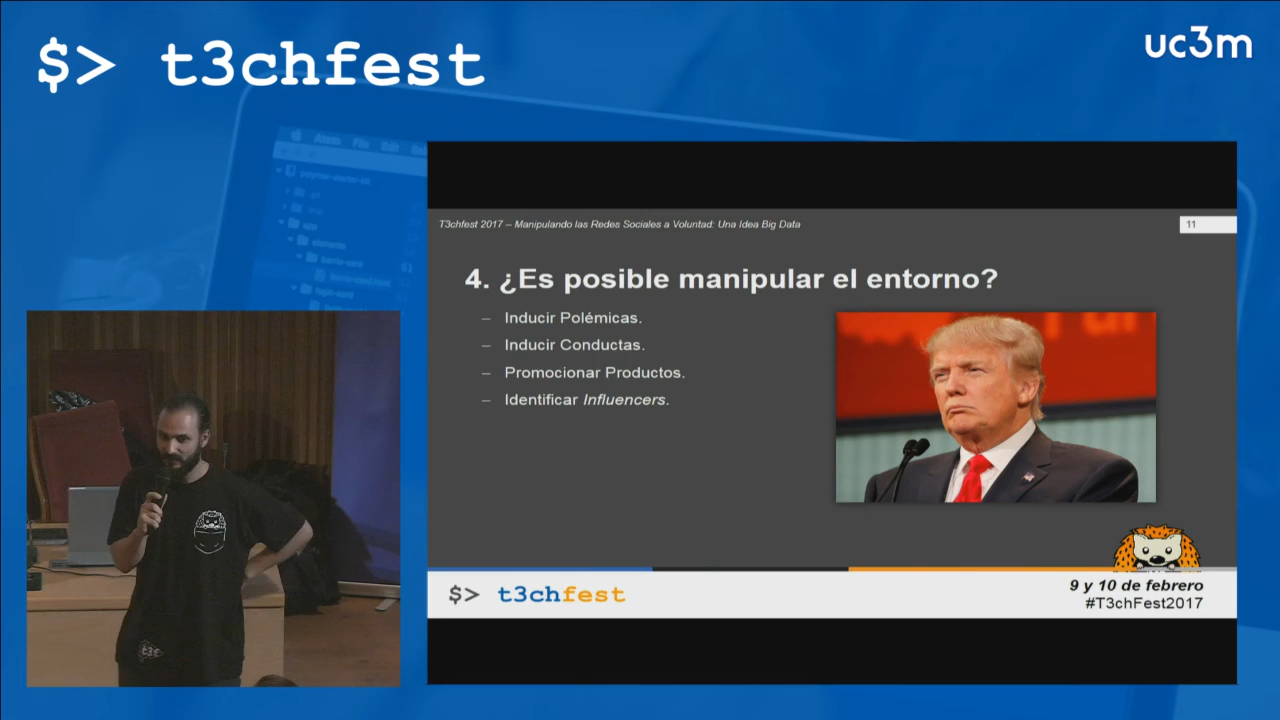 $> t3chfest
uc3m
T3chfest 2017 – Manipulando las Redes Sociales a Voluntad: Una Idea Big Data
11
4. ¿Es posible manipular el entorno?
– Inducir Polémicas.
– Inducir Conductas.
– Promocionar Productos.
– Identificar Influencers.
$> t3chfest
9 y 10 de febrero
#T3chFest2017
t3c